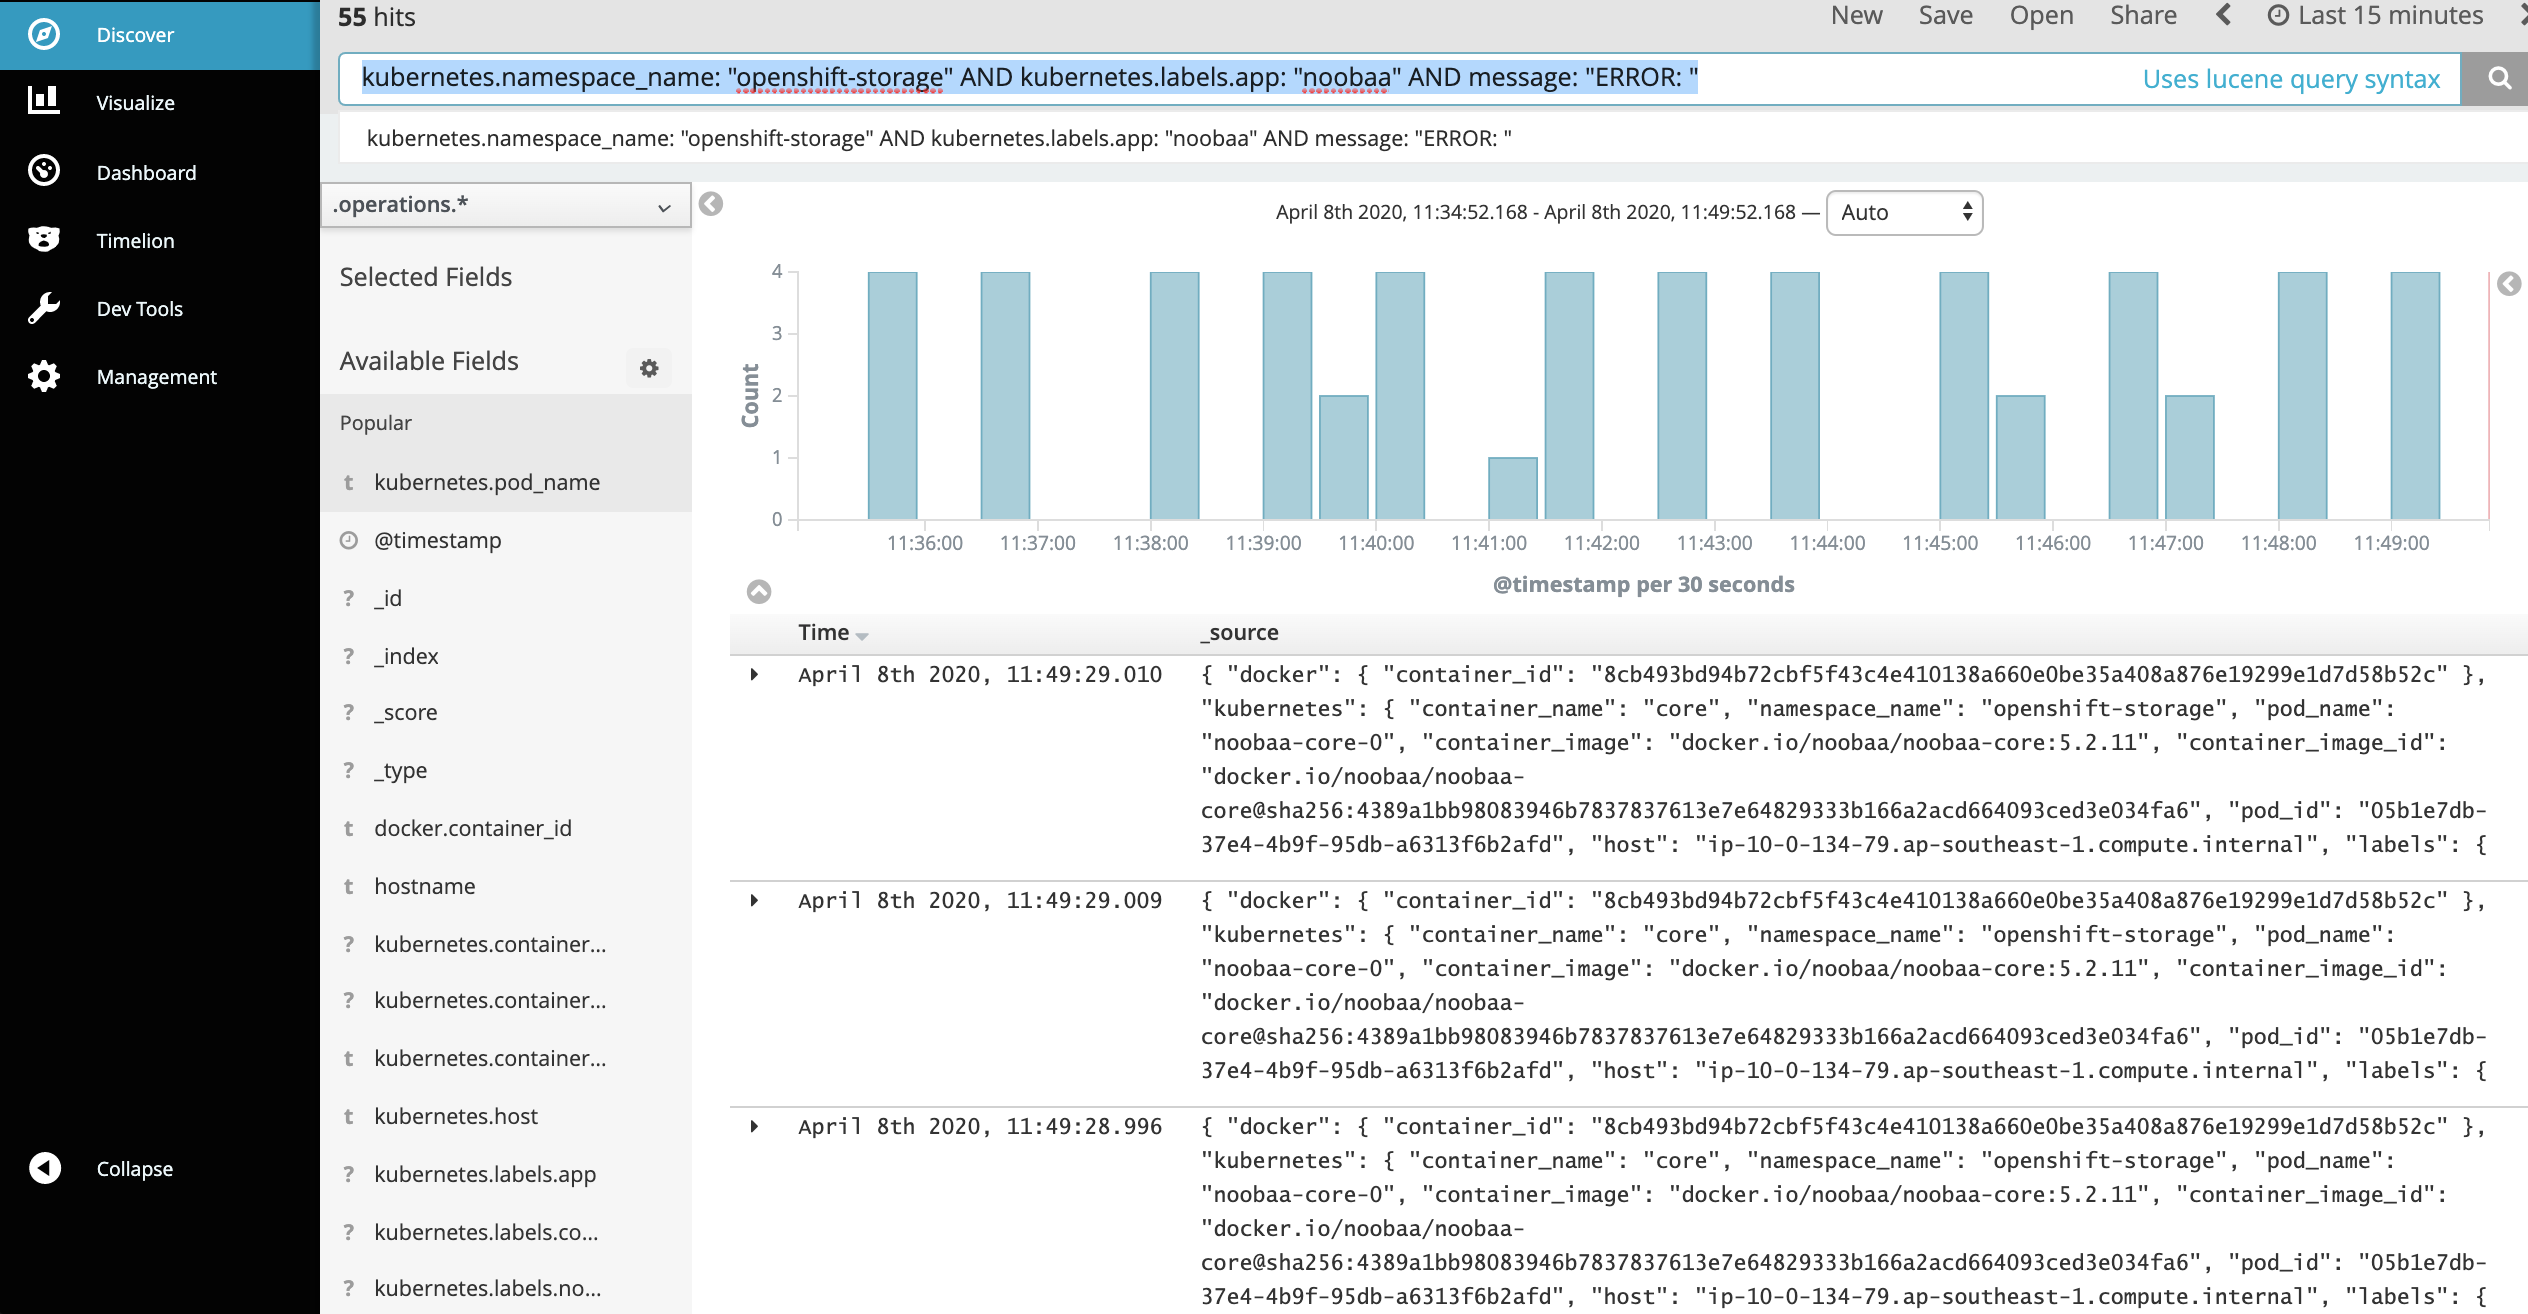 Discover
Visualize
Dashboard
Timelion
Dev Tools
Management
Collapse
55 hits
New Save Open Share Last 15 minutes
kubernetes.namespace_name: "openshift-storage" AND kubernetes.labels.app: "noobaa" AND message: "ERROR: "
Uses lucene query syntax
kubernetes.namespace_name: "openshift-storage" AND kubernetes.labels.app: "noobaa" AND message: "ERROR: "
.operations.*
Selected Fields
Available Fields
Popular
t kubernetes.pod_name
@timestamp
? _id
? _index
? _score
? _type
t docker.container_id
t hostname
? kubernetes.container...
? kubernetes.container...
t kubernetes.container...
t kubernetes.host
? kubernetes.labels.app
? kubernetes.labels.co...
? kubernetes.labels.no...
April 8th 2020, 11:34:52.168 - April 8th 2020, 11:49:52.168 — Auto
4
3
2
1
0
Count
11:36:00 11:37:00 11:38:00 11:39:00 11:40:00 11:41:00 11:42:00 11:43:00 11:44:00 11:45:00 11:46:00 11:47:00 11:48:00 11:49:00
@timestamp per 30 seconds
Time _source
April 8th 2020, 11:49:29.010 { "docker": { "container_id": "8cb493bd94b72cbf5f43c4e410138a660e0be35a408a876e19299e1d7d58b52c" },
"kubernetes": { "container_name": "core", "namespace_name": "openshift-storage", "pod_name":
"noobaa-core-0", "container_image": "docker.io/noobaa/noobaa-core:5.2.11", "container_image_id":
"docker.io/noobaa/noobaa-
core@sha256:4389a1bb98083946b7837837613e7e64829333b166a2acd664093ced3e034fa6", "pod_id": "05b1e7db-
37e4-4b9f-95db-a6313f6b2afd", "host": "ip-10-0-134-79.ap-southeast-1.compute.internal", "labels": {
April 8th 2020, 11:49:29.009 { "docker": { "container_id": "8cb493bd94b72cbf5f43c4e410138a660e0be35a408a876e19299e1d7d58b52c" },
"kubernetes": { "container_name": "core", "namespace_name": "openshift-storage", "pod_name":
"noobaa-core-0", "container_image": "docker.io/noobaa/noobaa-core:5.2.11", "container_image_id":
"docker.io/noobaa/noobaa-
core@sha256:4389a1bb98083946b7837837613e7e64829333b166a2acd664093ced3e034fa6", "pod_id": "05b1e7db-
37e4-4b9f-95db-a6313f6b2afd", "host": "ip-10-0-134-79.ap-southeast-1.compute.internal", "labels": {
April 8th 2020, 11:49:28.996 { "docker": { "container_id": "8cb493bd94b72cbf5f43c4e410138a660e0be35a408a876e19299e1d7d58b52c" },
"kubernetes": { "container_name": "core", "namespace_name": "openshift-storage", "pod_name":
"noobaa-core-0", "container_image": "docker.io/noobaa/noobaa-core:5.2.11", "container_image_id":
"docker.io/noobaa/noobaa-
core@sha256:4389a1bb98083946b7837837613e7e64829333b166a2acd664093ced3e034fa6", "pod_id": "05b1e7db-
37e4-4b9f-95db-a6313f6b2afd", "host": "ip-10-0-134-79.ap-southeast-1.compute.internal", "labels": {